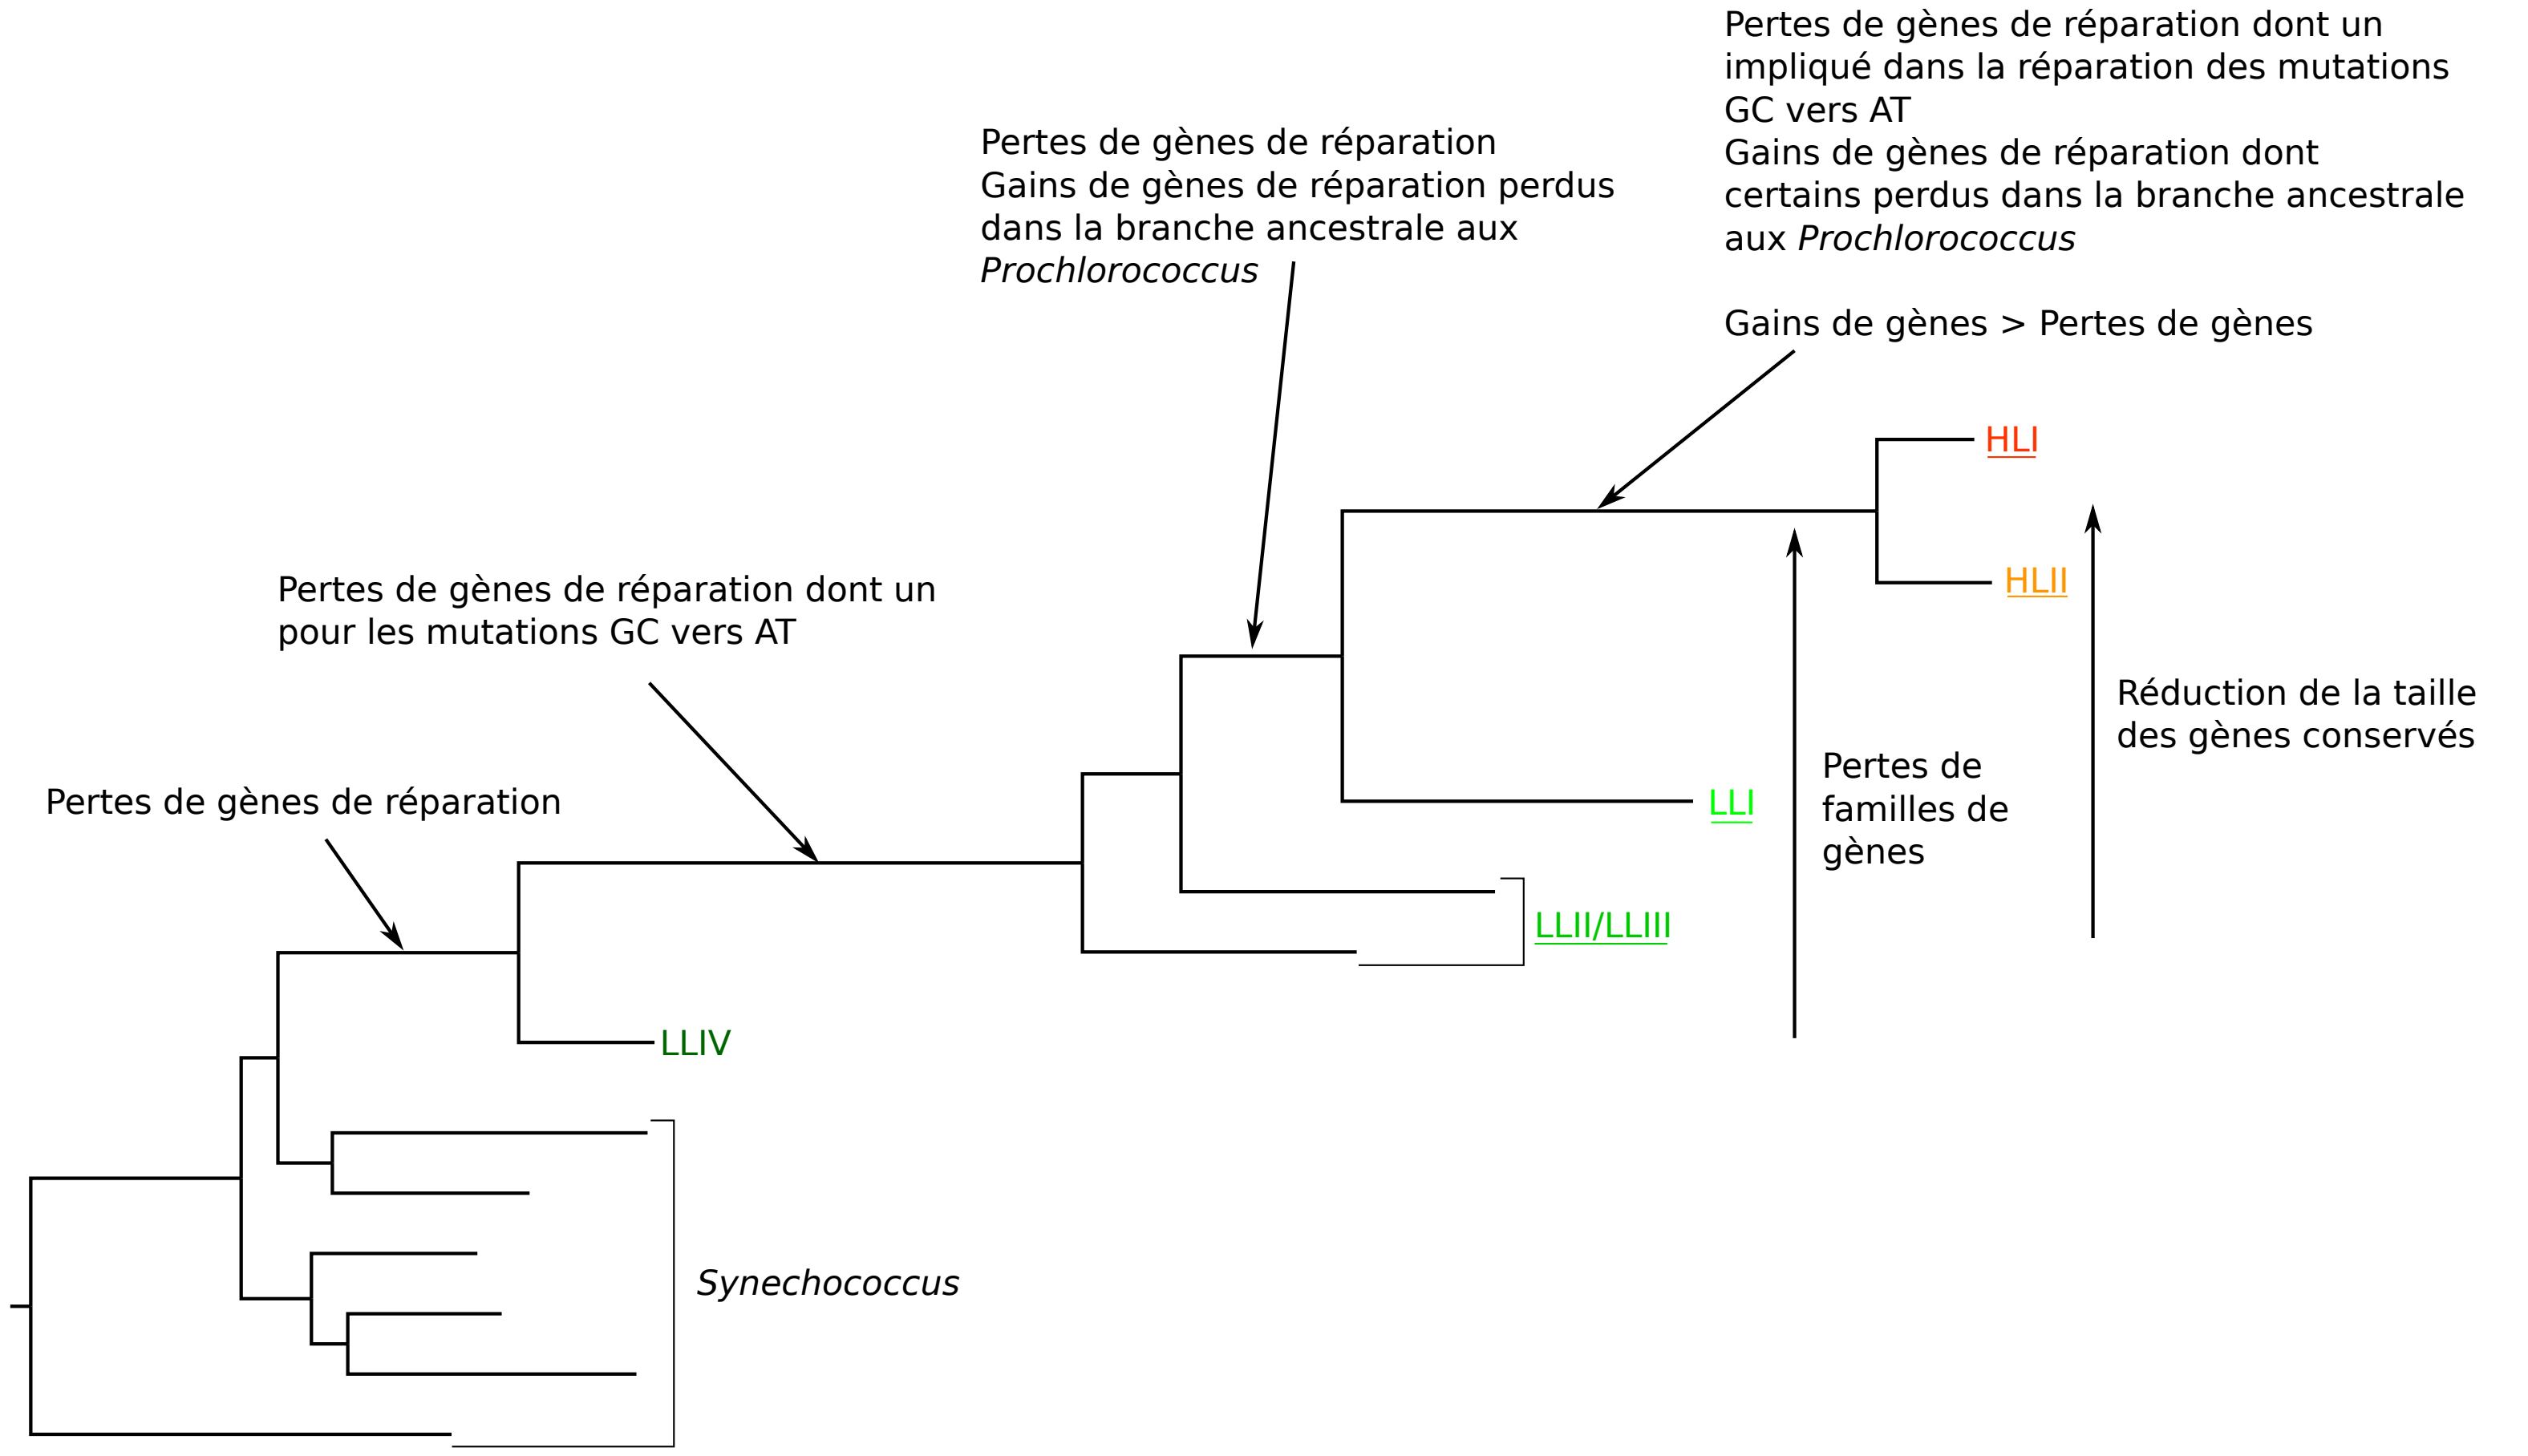 Pertes de gènes de réparation dont un
impliqué dans la réparation des mutations
GC vers AT
Gains de gènes de réparation dont
certains perdus dans la branche ancestrale
aux Prochlorococcus
Gains de gènes > Pertes de gènes
Pertes de gènes de réparation
Gains de gènes de réparation perdus
dans la branche ancestrale aux
Prochlorococcus
HLI
HLII
Pertes de gènes de réparation dont un
pour les mutations GC vers AT
Réduction de la taille
des gènes conservés
Pertes de
familles de
gènes
Pertes de gènes de réparation
LLI
LLII/LLIII
LLIV
Synechococcus